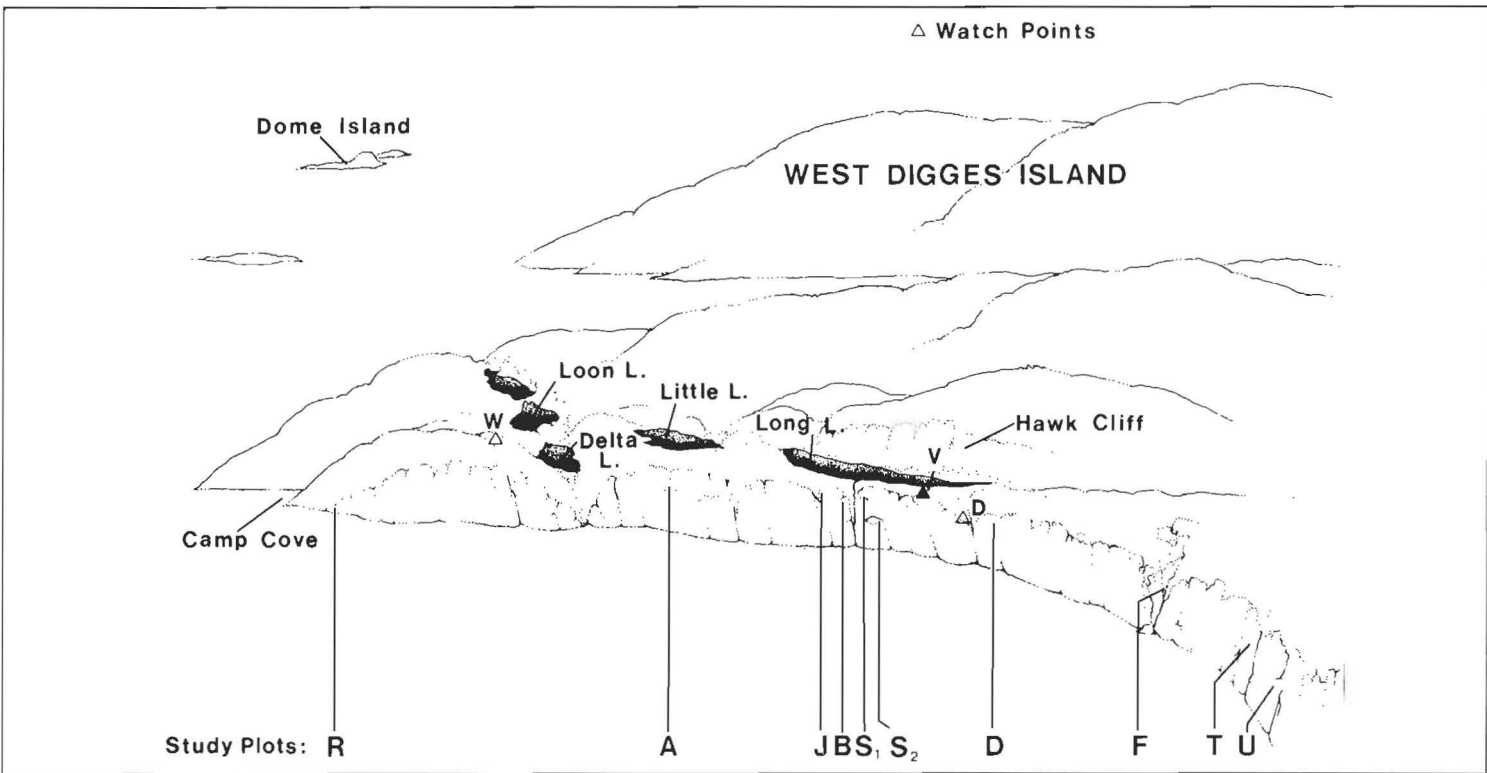 △ Watch Points
Dome Island
WEST DIGGES ISLAND
Loon L.
Little L.
W
Delta
L.
Long L.
Hawk Cliff
V
D
Camp Cove
Study Plots: R A J B S₁ S₂ D F T U